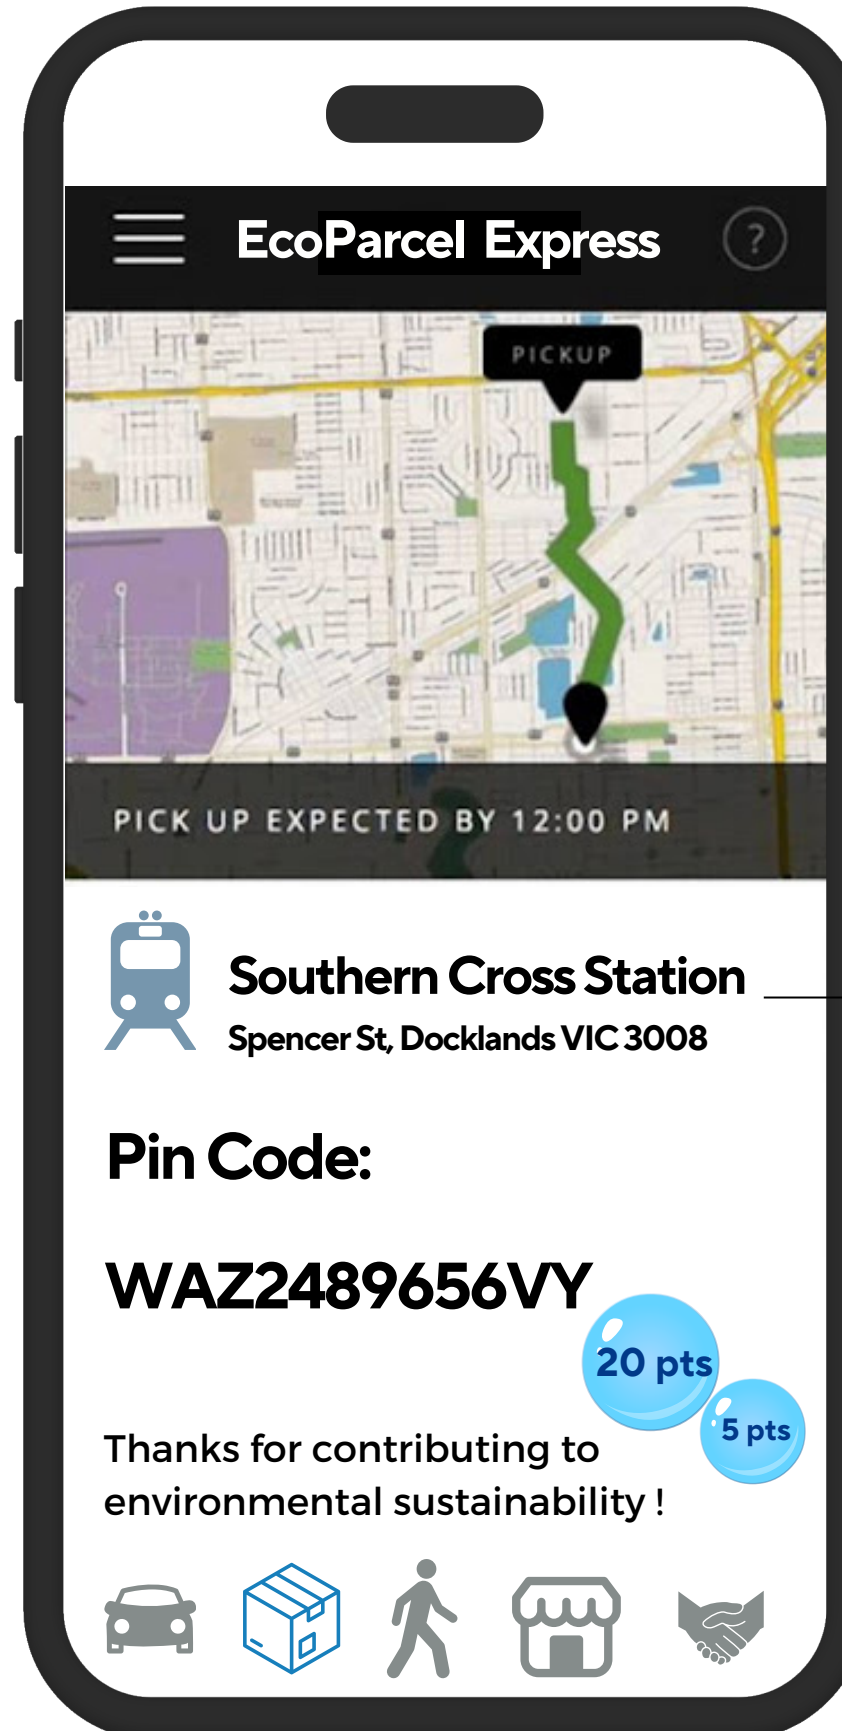 EcoParcel Express
?
PICKUP
PICK UP EXPECTED BY 12:00 PM
Southern Cross Station
Spencer St, Docklands VIC 3008
Pin Code:
WAZ2489656VY
20 pts
5 pts
Thanks for contributing to
environmental sustainability !